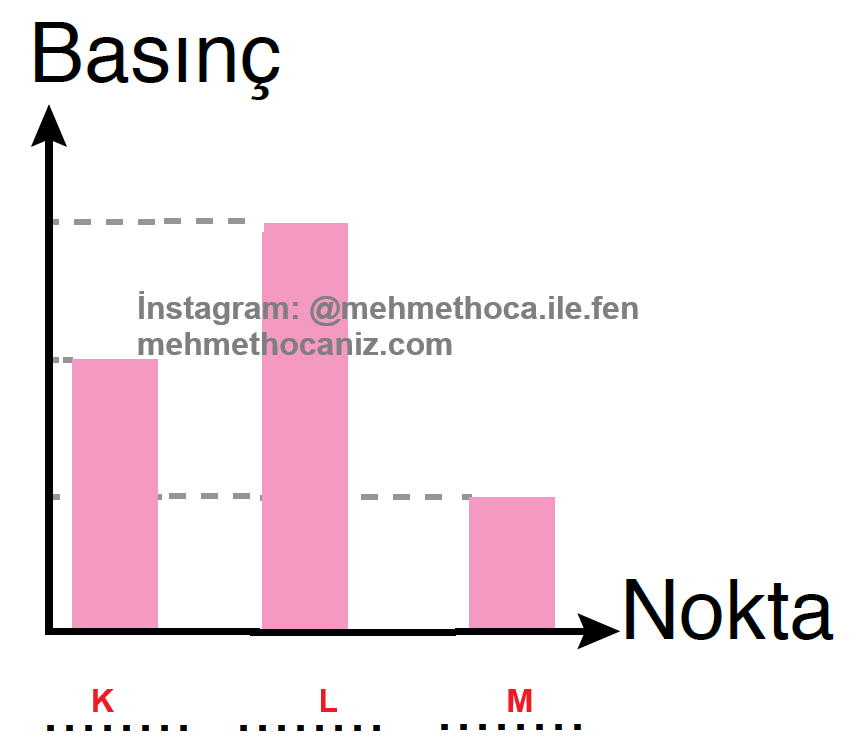 Basınç
İnstagram: @mehmethoca.ile.fen
mehmethocaniz.com
Nokta
K L M
........ ........ ........